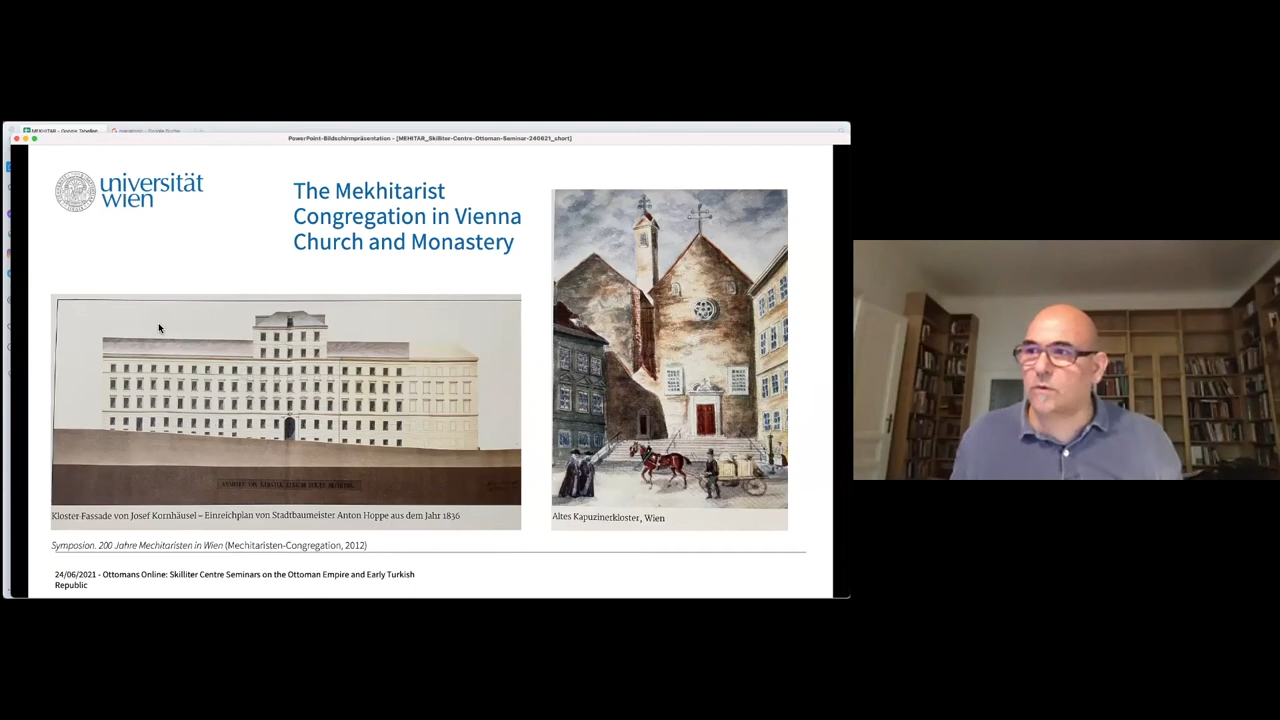 MEKHITAR - Google Tabellen
PowerPoint-Bildschirmpräsentation - [MEHITAR_Skilliter-Centre-Ottoman-Seminar-240621_short]
universität
wien
The Mekhitarist
Congregation in Vienna
Church and Monastery
Kloster-Fassade von Josef Kornhäusel – Einreichplan von Stadtbaumeister Anton Hoppe aus dem Jahr 1836
Altes Kapuzinerkloster, Wien
Symposion. 200 Jahre Mechitaristen in Wien (Mechitaristen-Congregation, 2012)
24/06/2021 - Ottomans Online: Skilliter Centre Seminars on the Ottoman Empire and Early Turkish
Republic